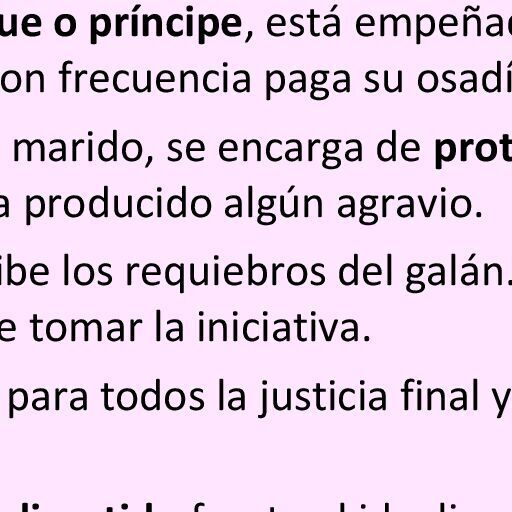 ue o príncipe, está empeñad
on frecuencia paga su osadí
marido, se encarga de prot
a producido algún agravio.
ibe los requiebros del galán.
e tomar la iniciativa.
para todos la justicia final y